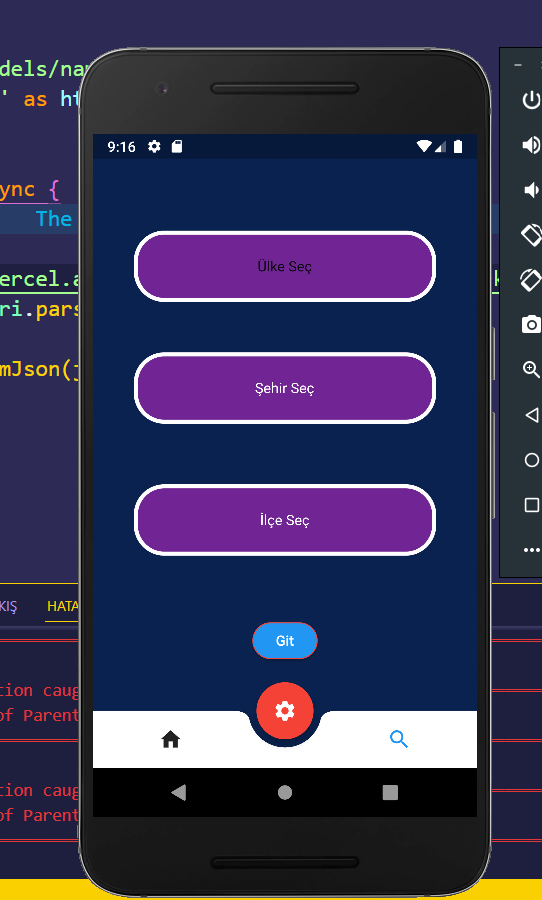 dels/nam
' as ht
ync {
The
ercel.a
ri.pars
mJson(j
9:16
Ülke Seç
Şehir Seç
İlçe Seç
Git
KIŞ HATA
tion caug
of Parent
tion caug
of Parent